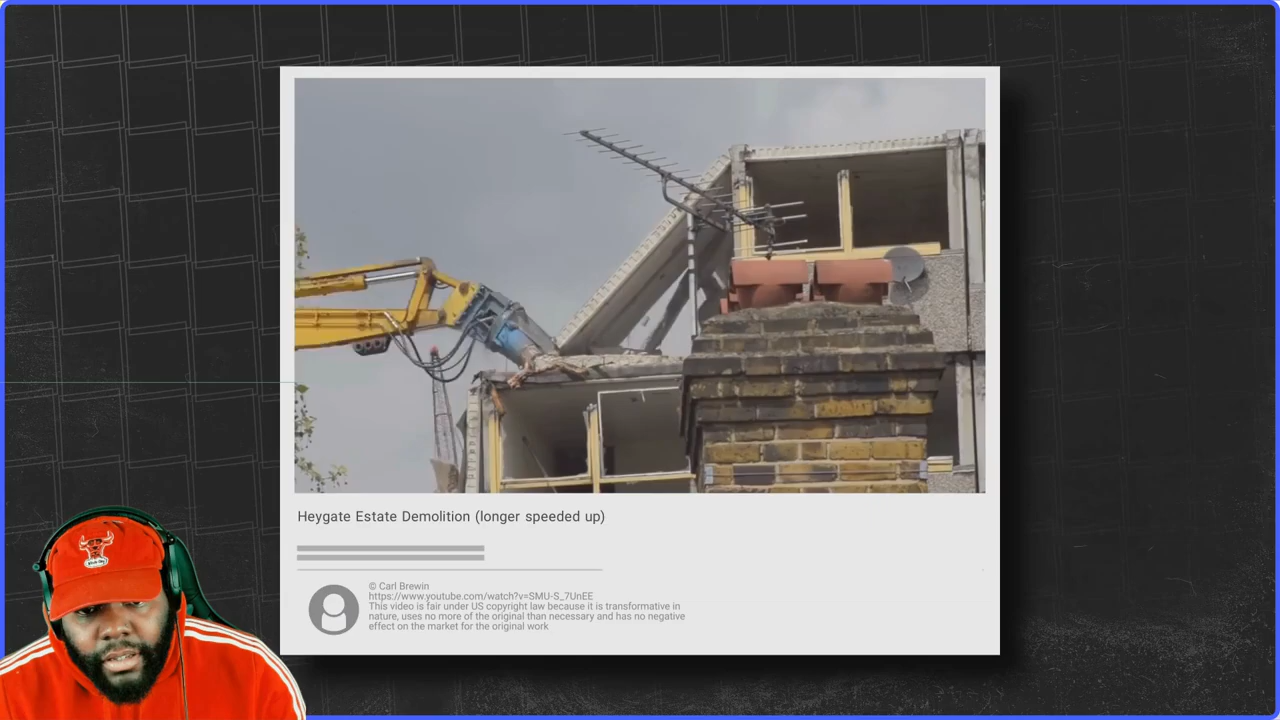 Heygate Estate Demolition (longer speeded up)
© Carl Brewin
https://www.youtube.com/watch?v=SMU-S_7UnEE
This video is fair under US copyright law because it is transformative in
nature, uses no more of the original than necessary and has no negative
effect on the market for the original work